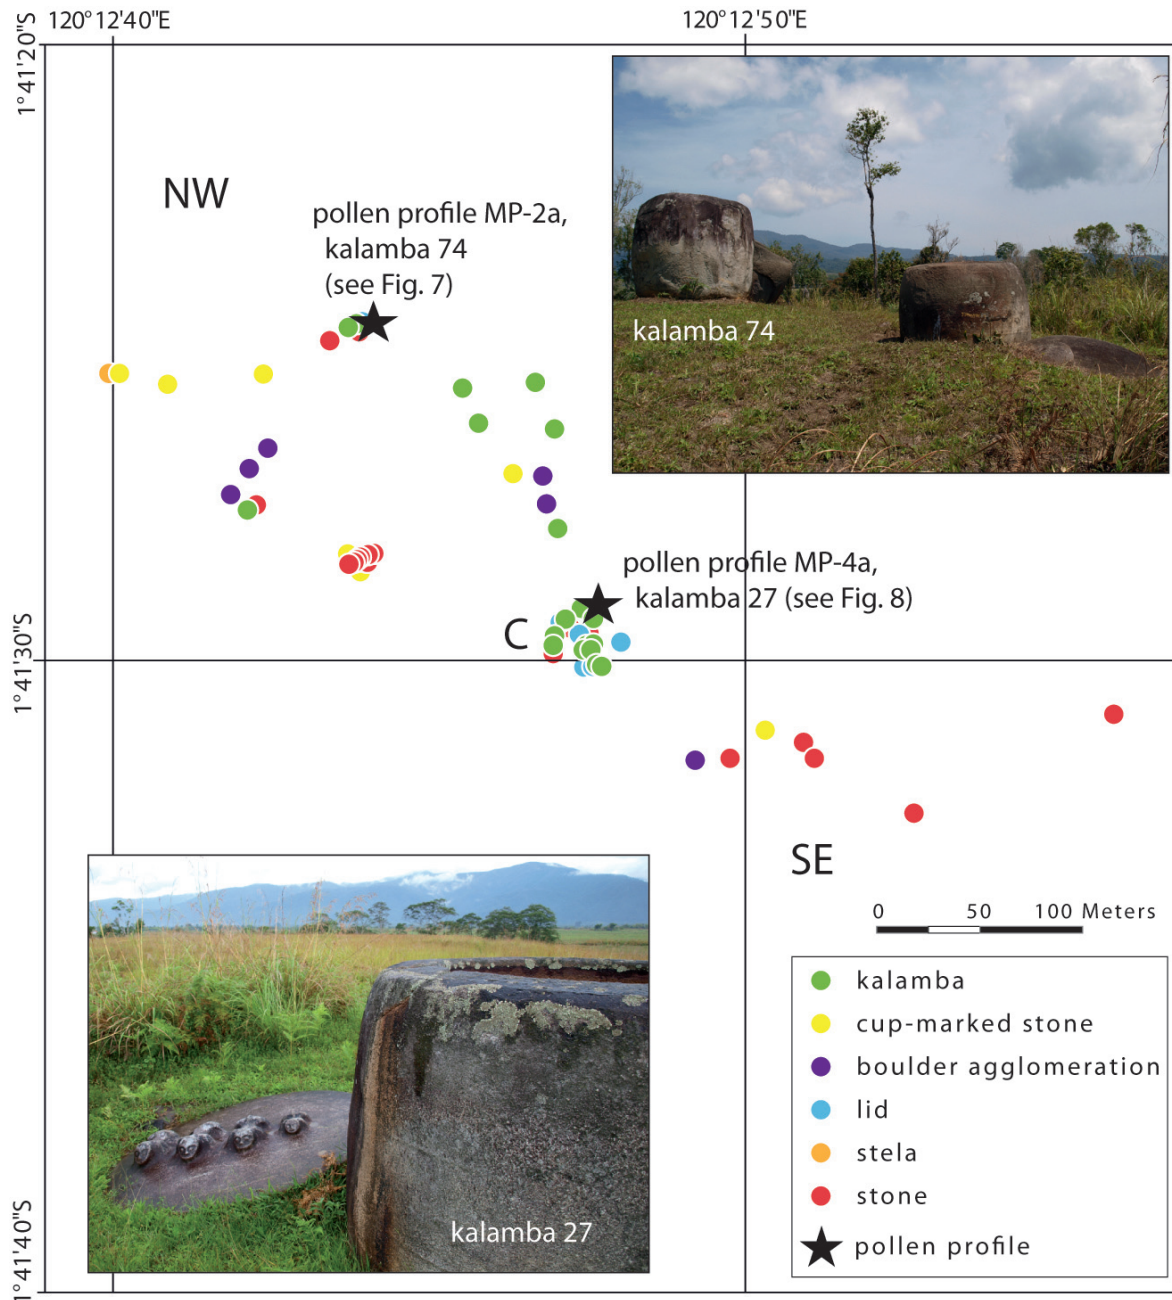 120°12'40"E
120°12'50"E
1°41'20"S
NW
pollen profile MP-2a,
kalamba 74
(see Fig. 7)
kalamba 74
pollen profile MP-4a,
kalamba 27 (see Fig. 8)
C
1°41'30"S
SE
0 50 100 Meters
kalamba
cup-marked stone
boulder agglomeration
lid
stela
stone
pollen profile
kalamba 27
1°41'40"S